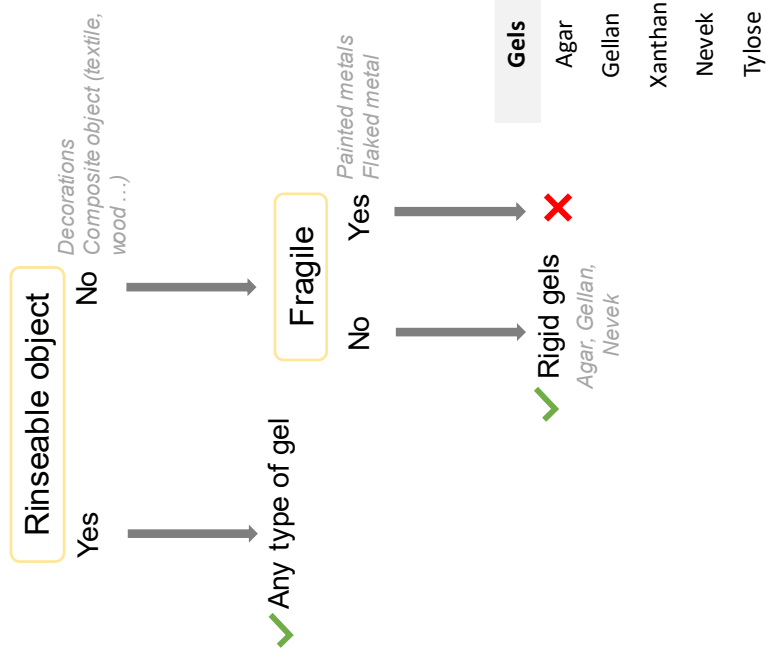 Rinseable object
Yes
No
Decorations
Composite object (textile,
wood …)
Any type of gel
Fragile
No
Yes
Painted metals
Flaked metal
Rigid gels
Agar, Gellan,
Nevek
Gels
Agar
Gellan
Xanthan
Nevek
Tylose